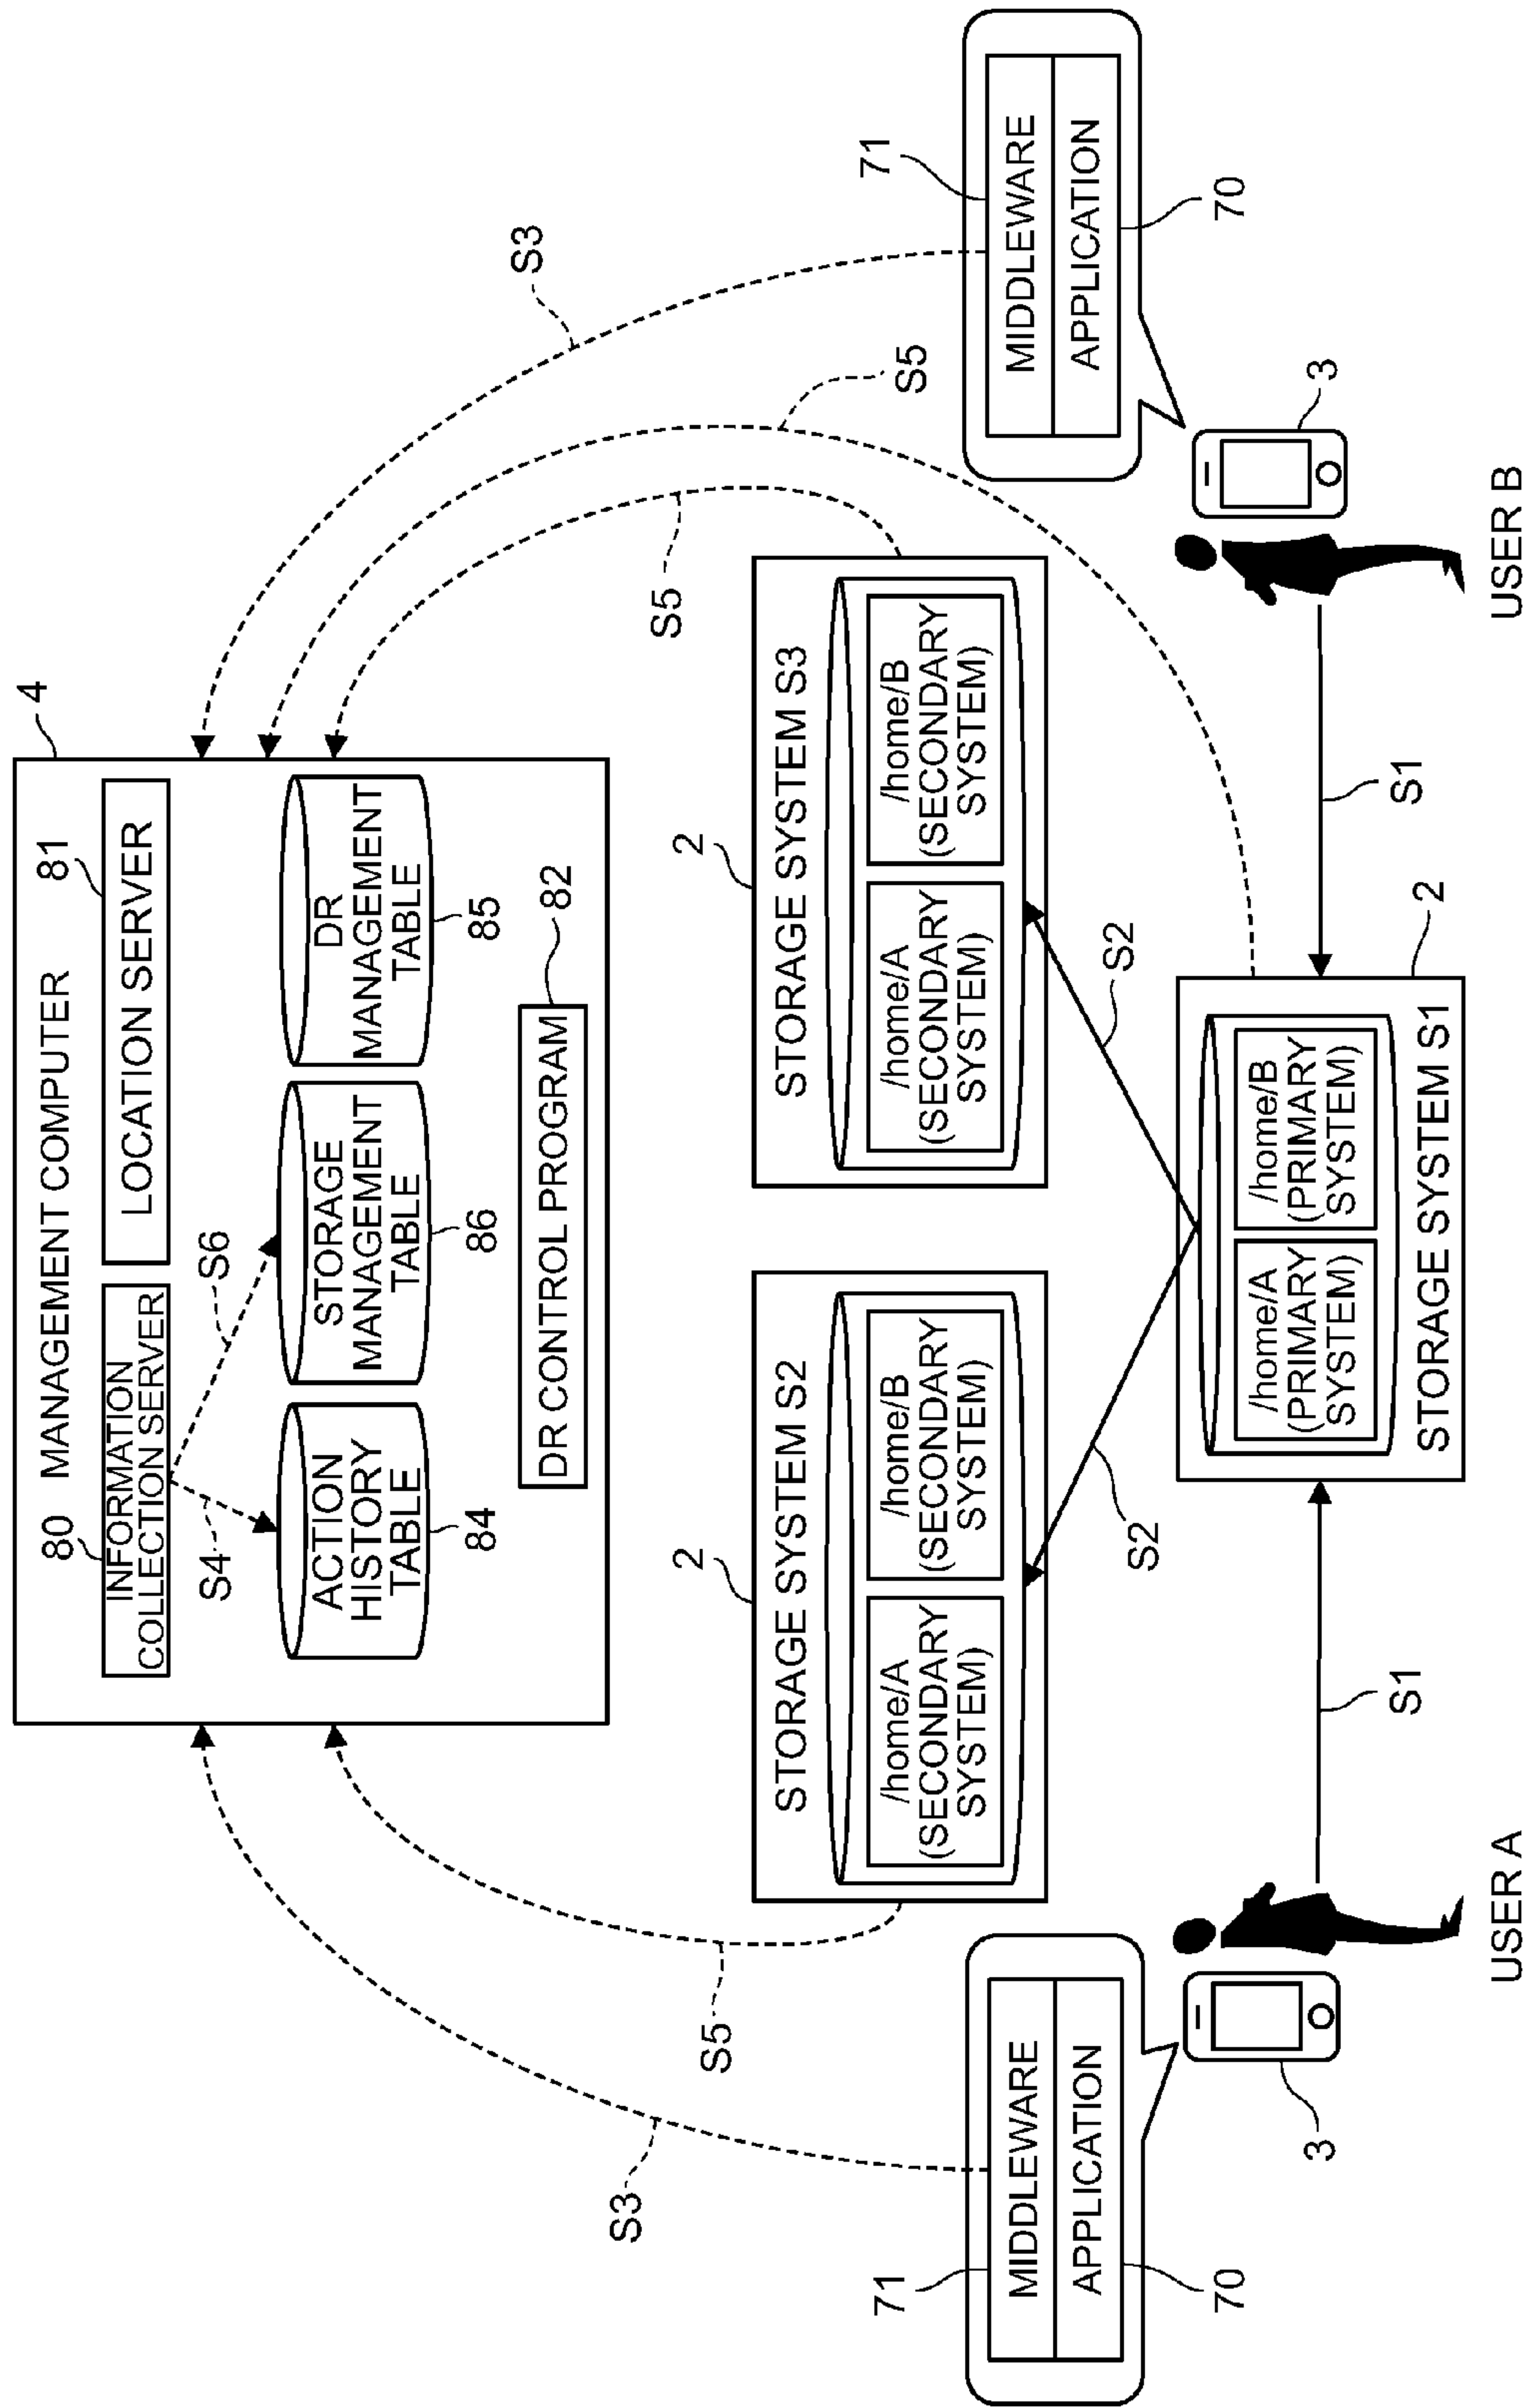 80
MANAGEMENT COMPUTER
81
4
INFORMATION
COLLECTION SERVER
LOCATION SERVER
S4
S6
ACTION
HISTORY
TABLE
84
STORAGE
MANAGEMENT
TABLE
86
DR
MANAGEMENT
TABLE
85
DR CONTROL PROGRAM
82
S3
S3
S5
S5
S5
2
STORAGE SYSTEM S2
/home/A
(SECONDARY
SYSTEM)
/home/B
(SECONDARY
SYSTEM)
2
STORAGE SYSTEM S3
/home/A
(SECONDARY
SYSTEM)
/home/B
(SECONDARY
SYSTEM)
71
MIDDLEWARE
APPLICATION
70
71
MIDDLEWARE
APPLICATION
70
S2
S2
3
3
/home/A
(PRIMARY
SYSTEM)
/home/B
(PRIMARY
SYSTEM)
STORAGE SYSTEM S1
2
S1
S1
USER A
USER B